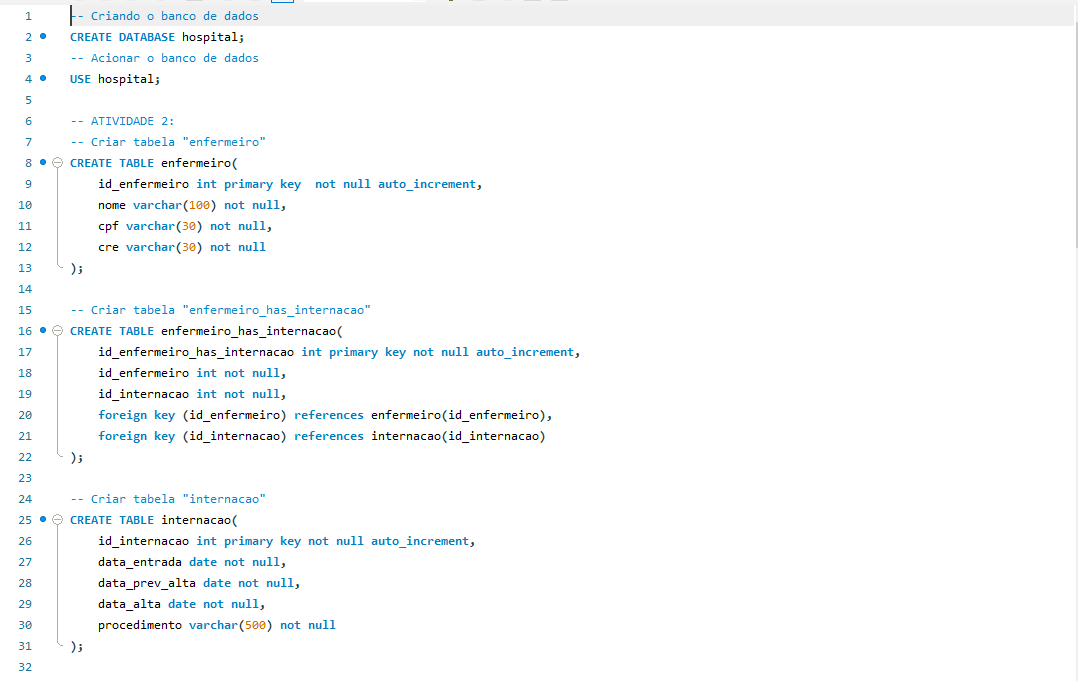 1 -- Criando o banco de dados
2 CREATE DATABASE hospital;
3 -- Acionar o banco de dados
4 USE hospital;
5
6 -- ATIVIDADE 2:
7 -- Criar tabela "enfermeiro"
8 CREATE TABLE enfermeiro(
9 id_enfermeiro int primary key  not null auto_increment,
10 nome varchar(100) not null,
11 cpf varchar(30) not null,
12 cre varchar(30) not null
13 );
14
15 -- Criar tabela "enfermeiro_has_internacao"
16 CREATE TABLE enfermeiro_has_internacao(
17 id_enfermeiro_has_internacao int primary key not null auto_increment,
18 id_enfermeiro int not null,
19 id_internacao int not null,
20 foreign key (id_enfermeiro) references enfermeiro(id_enfermeiro),
21 foreign key (id_internacao) references internacao(id_internacao)
22 );
23
24 -- Criar tabela "internacao"
25 CREATE TABLE internacao(
26 id_internacao int primary key not null auto_increment,
27 data_entrada date not null,
28 data_prev_alta date not null,
29 data_alta date not null,
30 procedimento varchar(500) not null
31 );
32